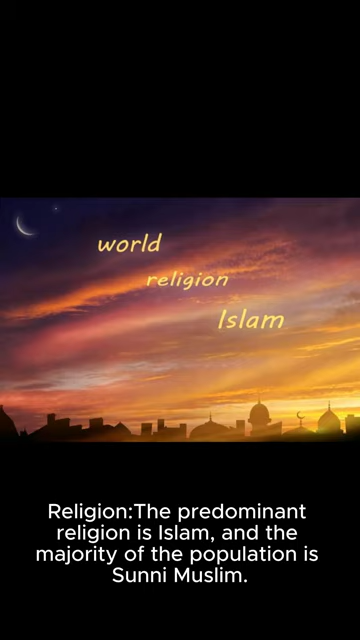 world
religion
Islam
Religion:The predominant
religion is Islam, and the
majority of the population is
Sunni Muslim.